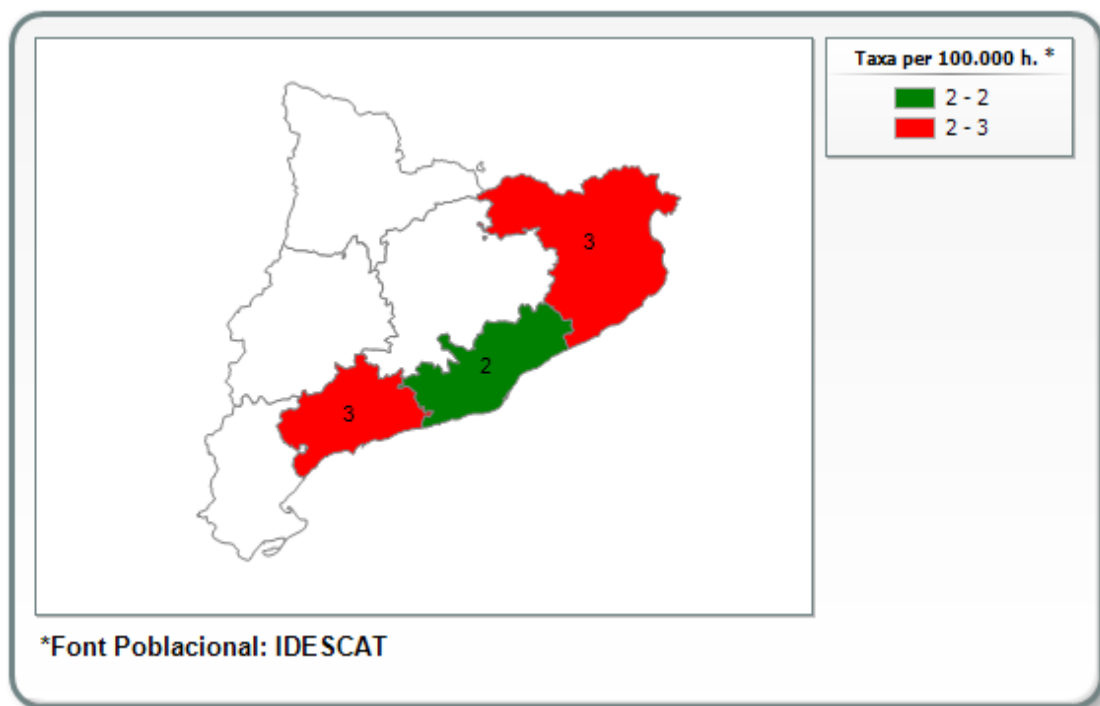 Taxa per 100.000 h. *
2 - 2
2 - 3
3
2
3
*Font Poblacional: IDESCAT